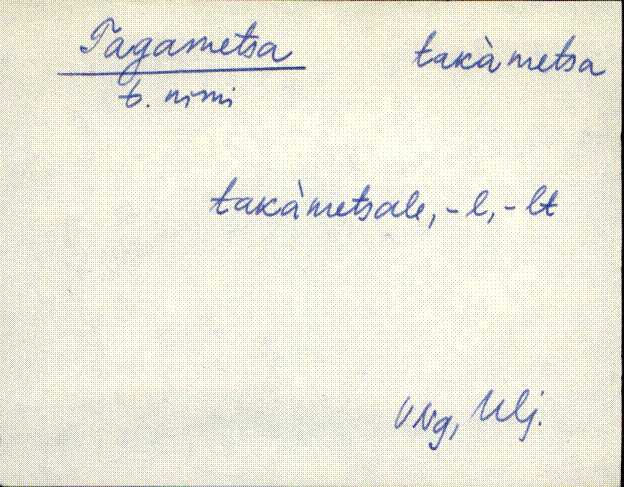 Tagametsa takàmetsa
t. nimi
takàmetsale, -l, -lt
VNg, Ulj.